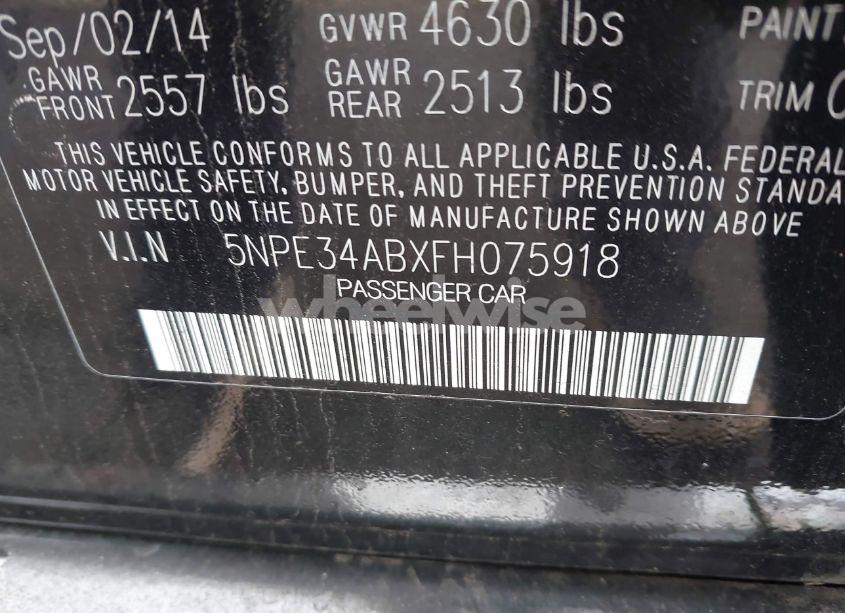 Sep/02/14 GVWR 4630 lbs PAINT
GAWR FRONT 2557 lbs GAWR REAR 2513 lbs TRIM
THIS VEHICLE CONFORMS TO ALL APPLICABLE U.S.A. FEDERAL
MOTOR VEHICLE SAFETY, BUMPER, AND THEFT PREVENTION STANDA
IN EFFECT ON THE DATE OF MANUFACTURE SHOWN ABOVE
V.I.N 5NPE34ABXFH075918
PASSENGER CAR
wheelwise